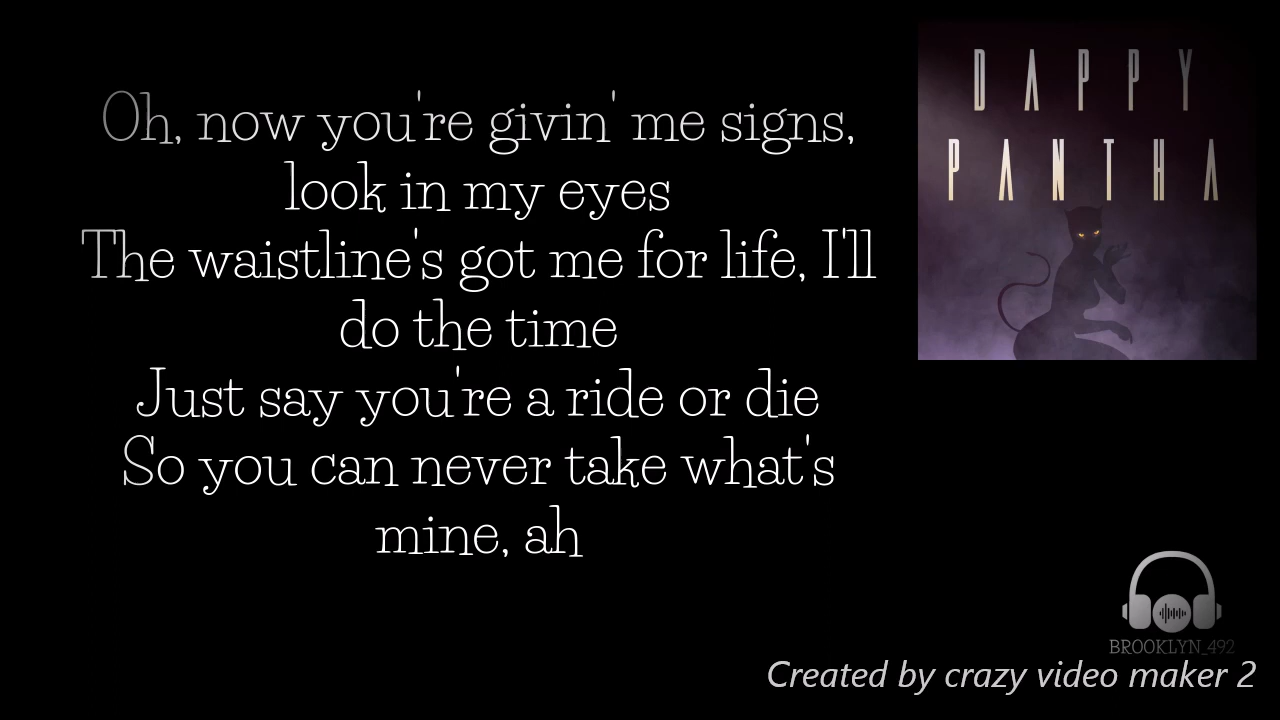 Oh, now you're givin' me signs,
look in my eyes
The waistline's got me for life, I'll
do the time
Just say you're a ride or die
So you can never take what's
mine, ah
DAPPY
PANTHA
BROOKLYN_492
Created by crazy video maker 2